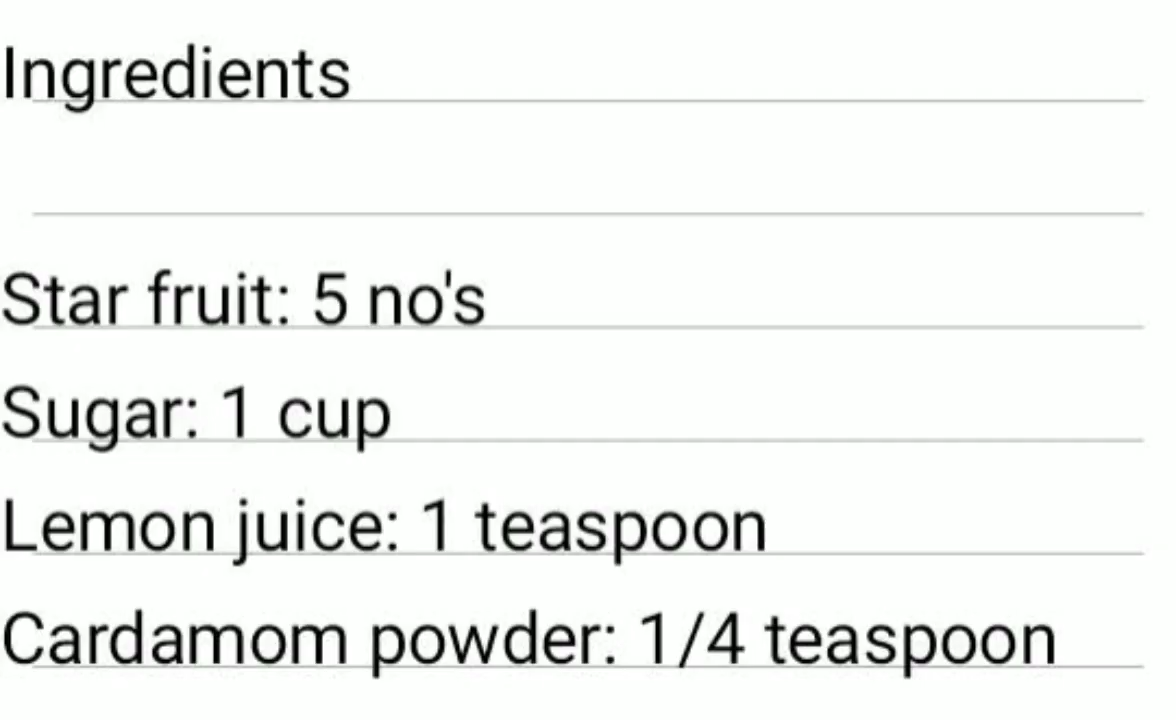 Ingredients
Star fruit: 5 no's
Sugar: 1 cup
Lemon juice: 1 teaspoon
Cardamom powder: 1/4 teaspoon